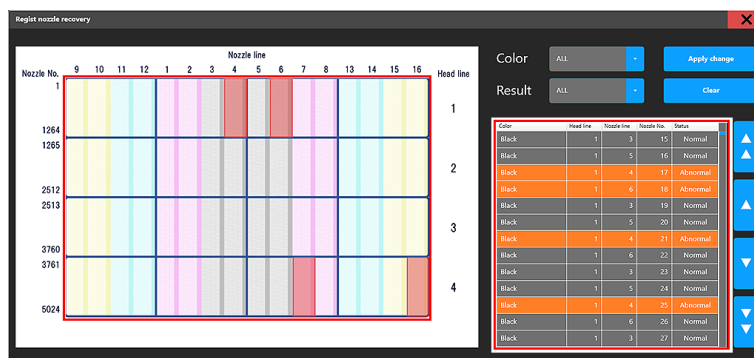 Regist nozzle recovery
Nozzle line
Nozzle No. 9 10 11 12 1 2 3 4 5 6 7 8 13 14 15 16 Head line
1
1264
1
1265
2512
2
2513
3760
3
3761
5024
4
Color ALL Apply change
Result ALL Clear
Color Head line Nozzle line Nozzle No. Status
Black 1 3 15 Normal
Black 1 5 16 Normal
Black 1 4 17 Abnormal
Black 1 6 18 Abnormal
Black 1 3 19 Normal
Black 1 5 20 Normal
Black 1 4 21 Abnormal
Black 1 6 22 Normal
Black 1 3 23 Normal
Black 1 5 24 Normal
Black 1 4 25 Abnormal
Black 1 6 26 Normal
Black 1 3 27 Normal